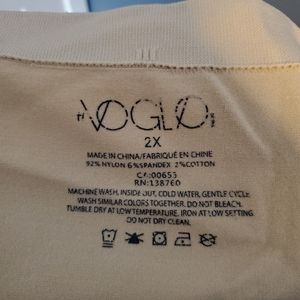 VOGLO
2X
MADE IN CHINA/FABRIQUÉ EN CHINE
92% NYLON 6% SPANDEX 2% COTTON
CA:00655
RN:138760
MACHINE WASH, INSIDE OUT, COLD WATER, GENTLE CYCLE
WASH SIMILAR COLORS TOGETHER. DO NOT BLEACH.
TUMBLE DRY AT LOW TEMPERATURE, IRON AT LOW SETTING
DO NOT DRY CLEAN.